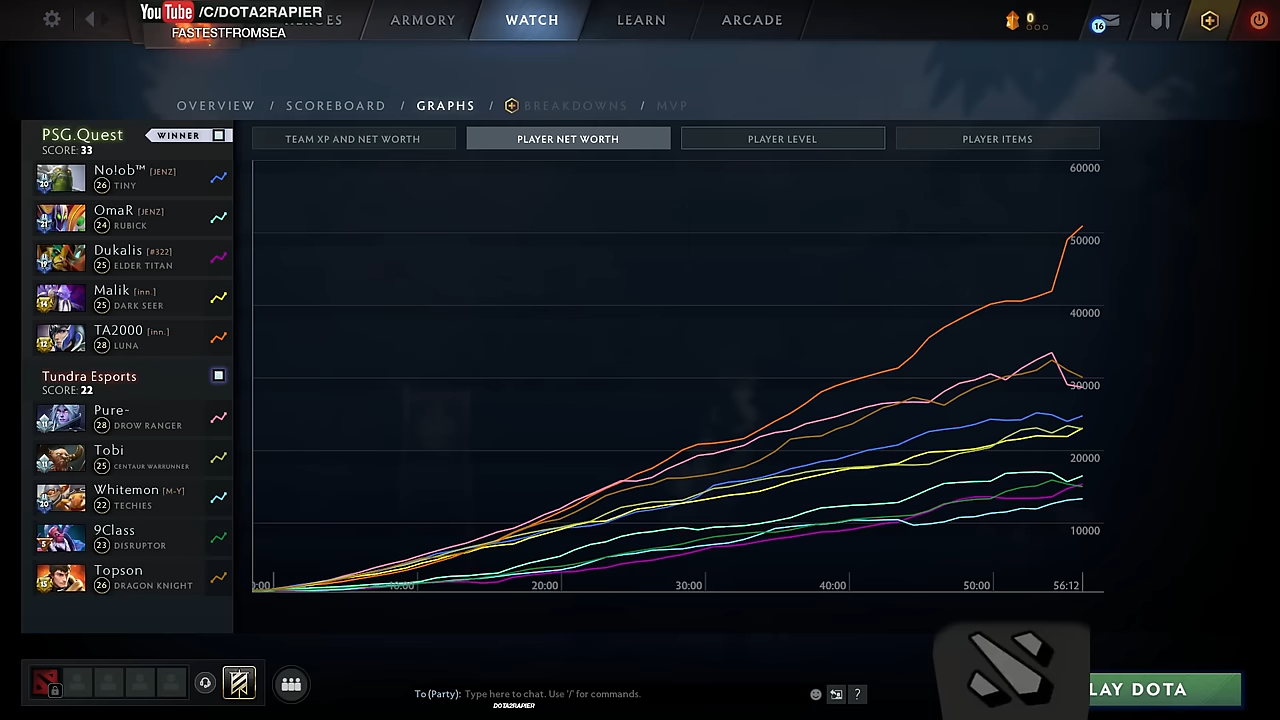 YouTube /C/DOTA2RAPIER
FASTESTFROMSEA
ARMORY
WATCH
LEARN
ARCADE
0
16
OVERVIEW / SCOREBOARD / GRAPHS / BREAKDOWNS / MVP
PSG.Quest
WINNER
SCORE: 33
TEAM XP AND NET WORTH
PLAYER NET WORTH
PLAYER LEVEL
PLAYER ITEMS
No!ob™ [JENZ]
26 TINY
OmaR [JENZ]
24 RUBICK
Dukalis [#322]
25 ELDER TITAN
Malik [inn.]
25 DARK SEER
TA2000 [inn.]
28 LUNA
Tundra Esports
SCORE: 22
Pure~
28 DROW RANGER
Tobi
25 CENTAUR WARRUNNER
Whitemon [M-Y]
22 TECHIES
9Class
23 DISRUPTOR
Topson
26 DRAGON KNIGHT
60000
50000
40000
30000
20000
10000
0:00
10:00
20:00
30:00
40:00
50:00
56:12
To (Party): Type here to chat. Use '/' for commands.
?
DOTA2RAPIER
LAY DOTA